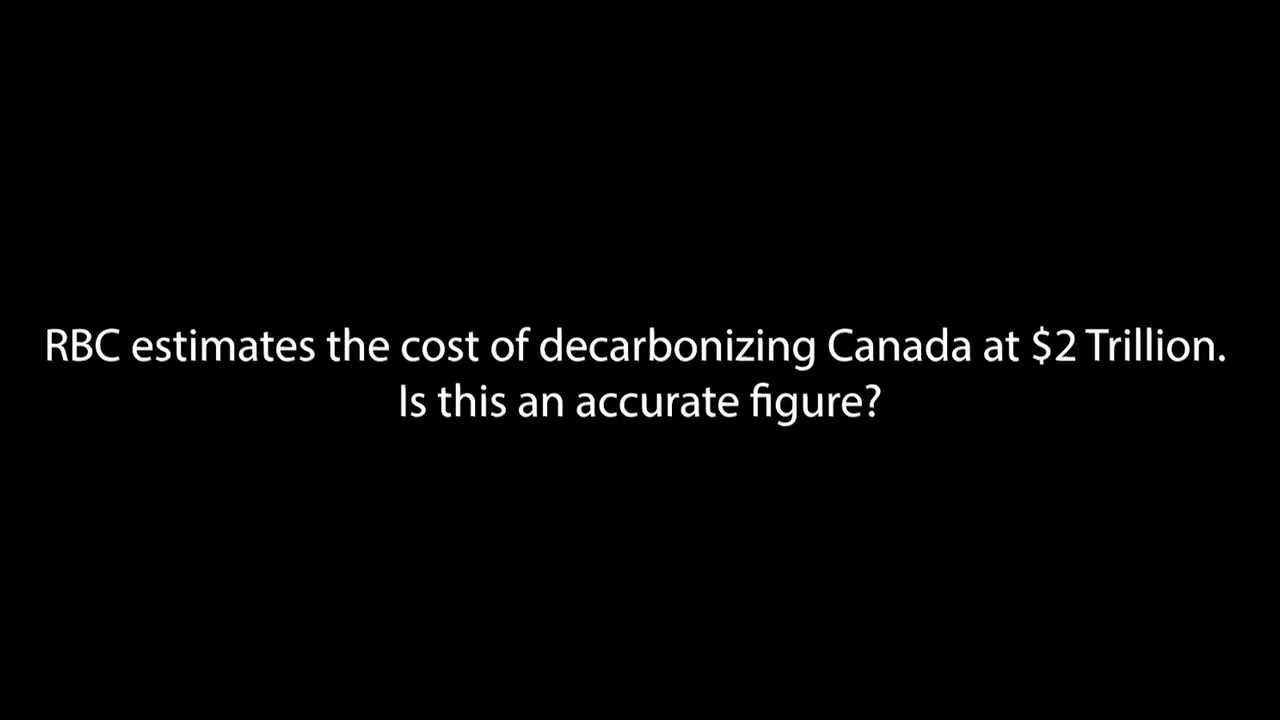 RBC estimates the cost of decarbonizing Canada at $2 Trillion.
Is this an accurate figure?